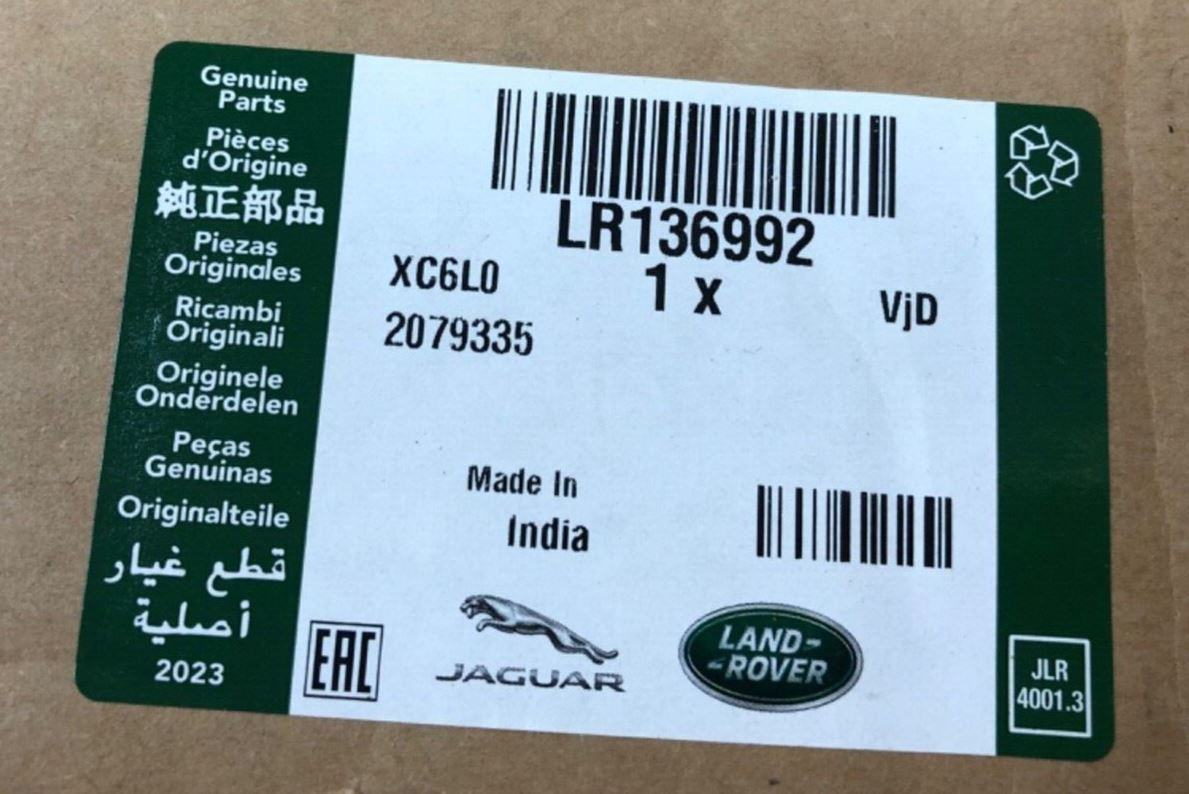 Genuine
Parts
Pièces
d'Origine
純正部品
Piezas
Originales
Ricambi
Originali
Originele
Onderdelen
Peças
Genuinas
Originalteile
قطع غيار
أصلية
2023
LR136992
XC6L0
1 x
VjD
2079335
Made In
India
EAC
JAGUAR
LAND-
-ROVER
JLR
4001.3